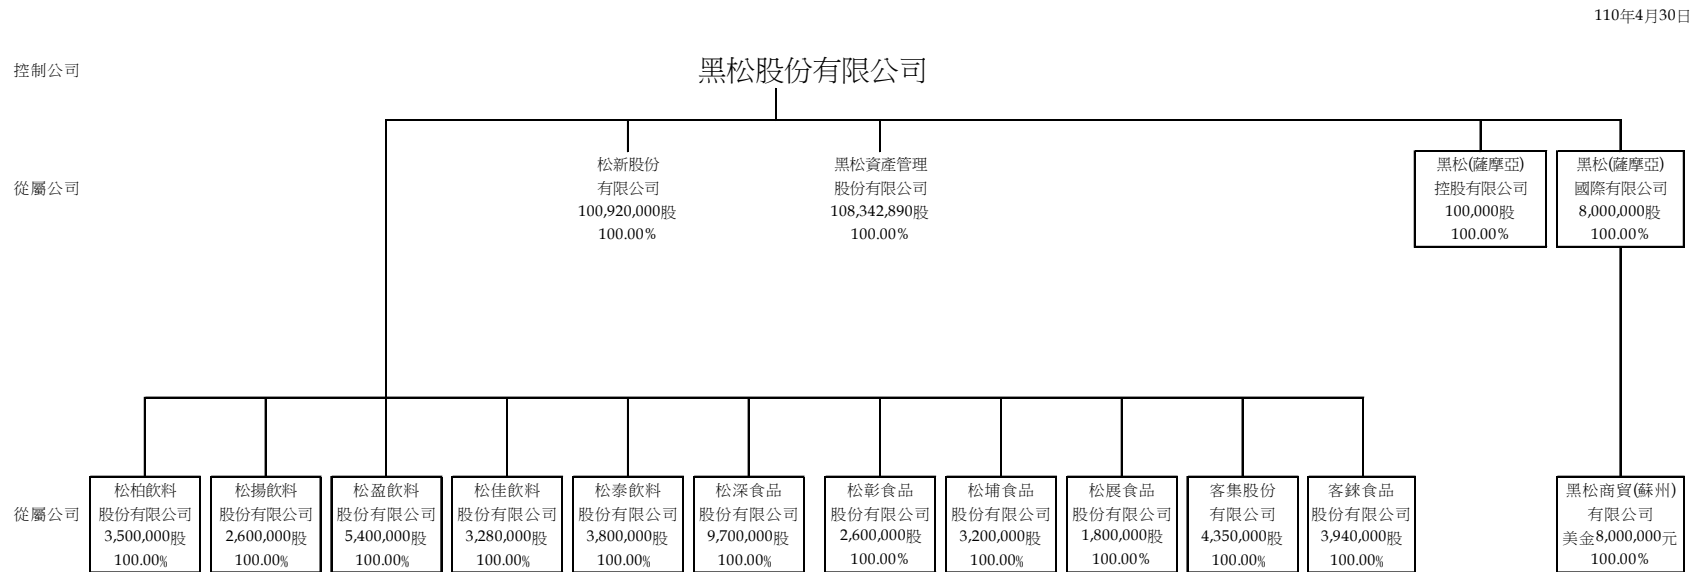 110年4月30日
控制公司
黑松股份有限公司
從屬公司
松新股份
有限公司
100,920,000股
100.00%
黑松資產管理
股份有限公司
108,342,890股
100.00%
黑松(薩摩亞)
控股有限公司
100,000股
100.00%
黑松(薩摩亞)
國際有限公司
8,000,000股
100.00%
從屬公司
松柏飲料
股份有限公司
3,500,000股
100.00%
松揚飲料
股份有限公司
2,600,000股
100.00%
松盈飲料
股份有限公司
5,400,000股
100.00%
松佳飲料
股份有限公司
3,280,000股
100.00%
松泰飲料
股份有限公司
3,800,000股
100.00%
松深食品
股份有限公司
9,700,000股
100.00%
松彰食品
股份有限公司
2,600,000股
100.00%
松埔食品
股份有限公司
3,200,000股
100.00%
松展食品
股份有限公司
1,800,000股
100.00%
客集股份
有限公司
4,350,000股
100.00%
客錸食品
股份有限公司
3,940,000股
100.00%
黑松商貿(蘇州)
有限公司
美金8,000,000元
100.00%